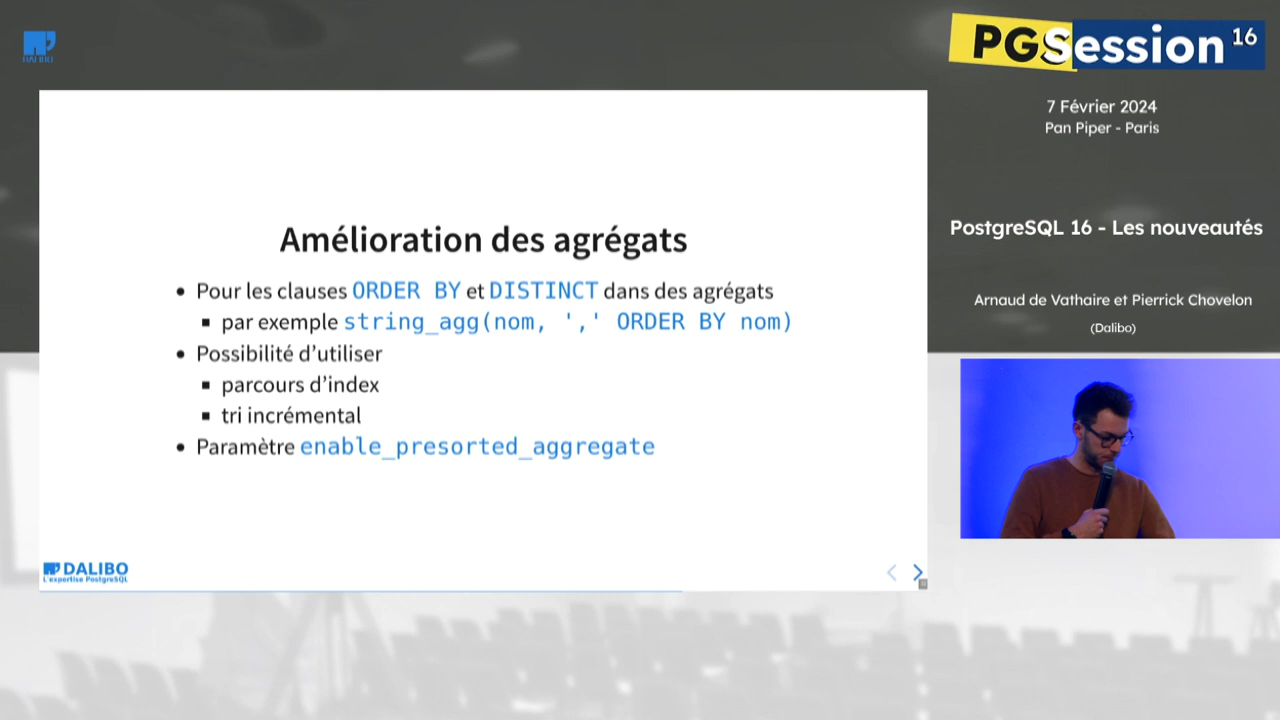 DALIBO
PGSession 16
7 Février 2024
Pan Piper - Paris
PostgreSQL 16 - Les nouveautés
Arnaud de Vathaire et Pierrick Chovelon
(Dalibo)
Amélioration des agrégats
• Pour les clauses ORDER BY et DISTINCT dans des agrégats
▪ par exemple string_agg(nom, ',' ORDER BY nom)
• Possibilité d’utiliser
▪ parcours d’index
▪ tri incrémental
• Paramètre enable_presorted_aggregate
DALIBO
L'expertise PostgreSQL